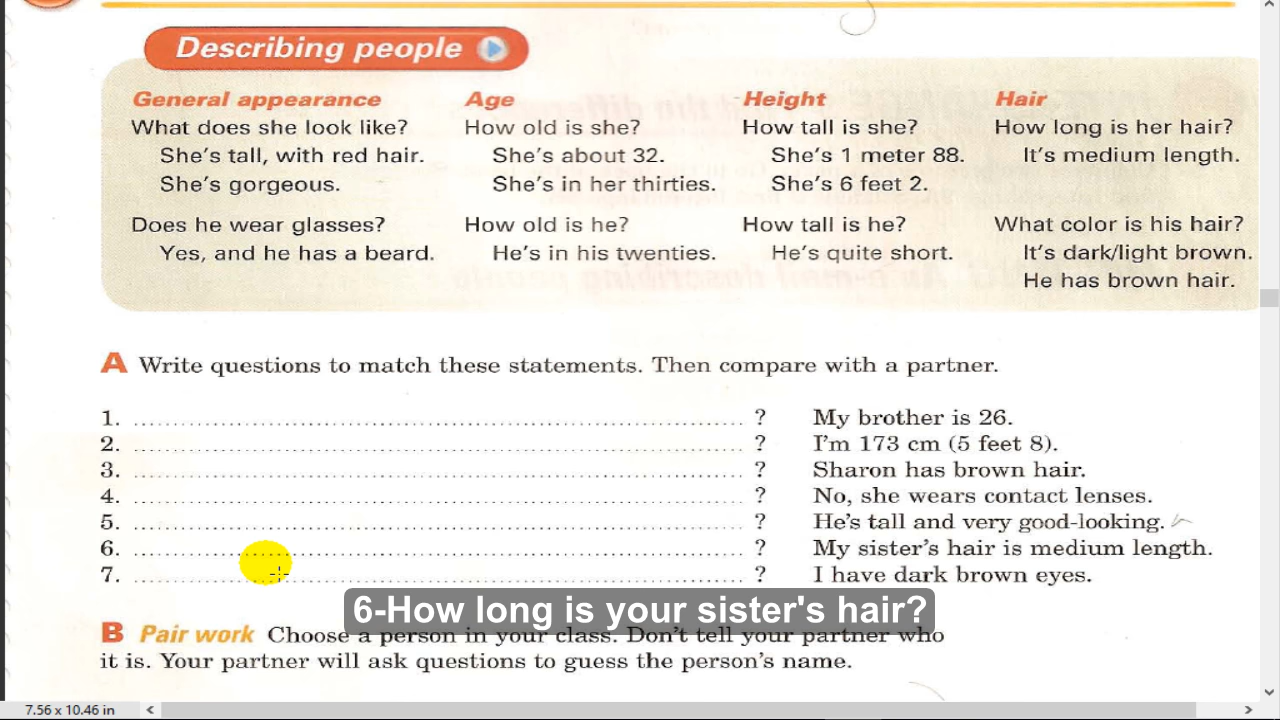 Describing people
General appearance Age Height Hair
What does she look like? How old is she? How tall is she? How long is her hair?
She's tall, with red hair. She's about 32. She's 1 meter 88. It's medium length.
She's gorgeous. She's in her thirties. She's 6 feet 2.
Does he wear glasses? How old is he? How tall is he? What color is his hair?
Yes, and he has a beard. He's in his twenties. He's quite short. It's dark/light brown.
He has brown hair.
A Write questions to match these statements. Then compare with a partner.
1. ? My brother is 26.
2. ? I'm 173 cm (5 feet 8).
3. ? Sharon has brown hair.
4. ? No, she wears contact lenses.
5. ? He's tall and very good-looking.
6. ? My sister's hair is medium length.
7. ? I have dark brown eyes.
6-How long is your sister's hair?
B Pair work Choose a person in your class. Don't tell your partner who
it is. Your partner will ask questions to guess the person's name.
7.56 x 10.46 in